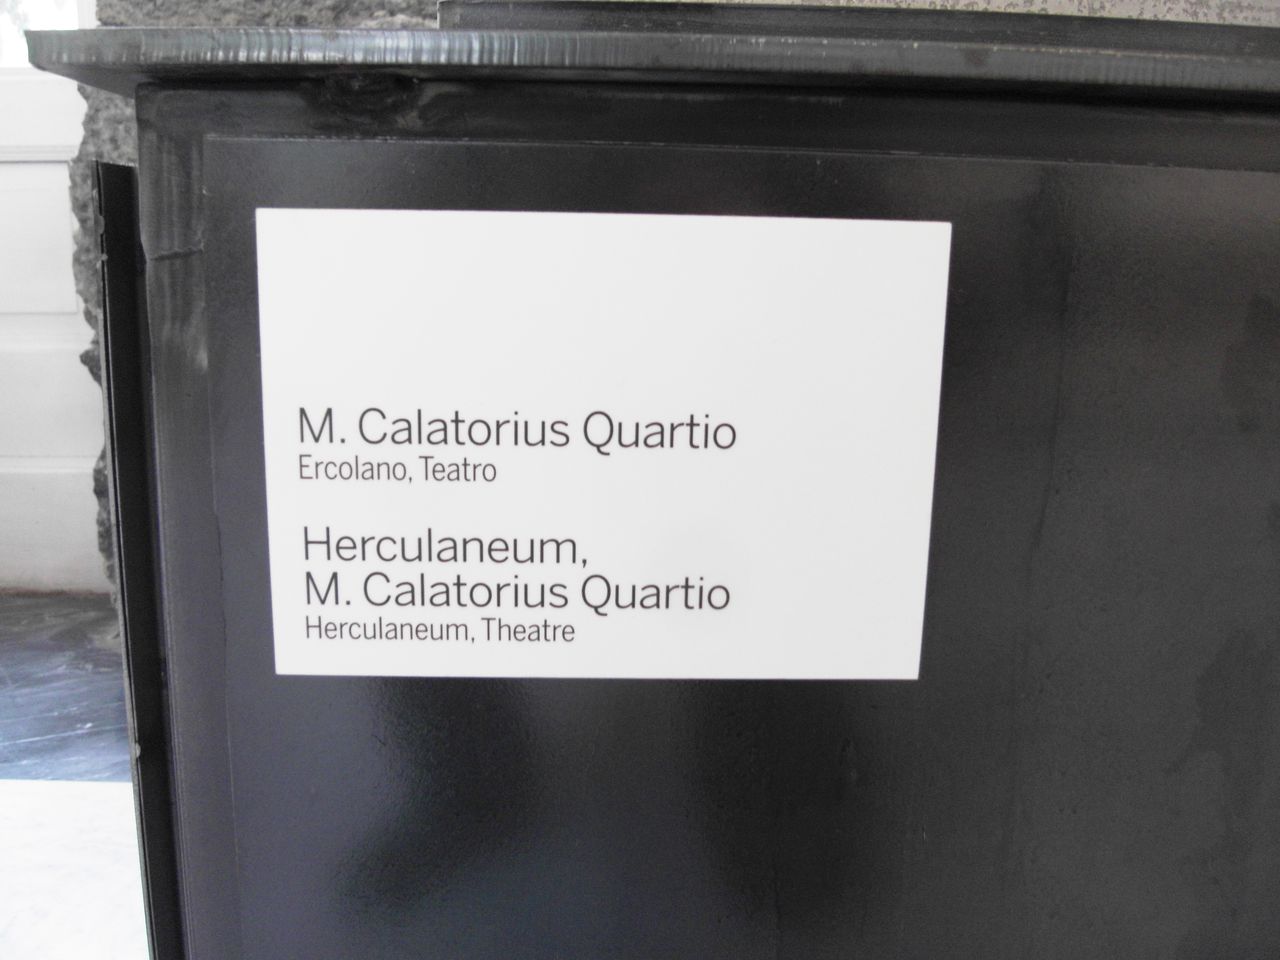 M. Calatorius Quartio
Ercolano, Teatro
Herculaneum,
M. Calatorius Quartio
Herculaneum, Theatre